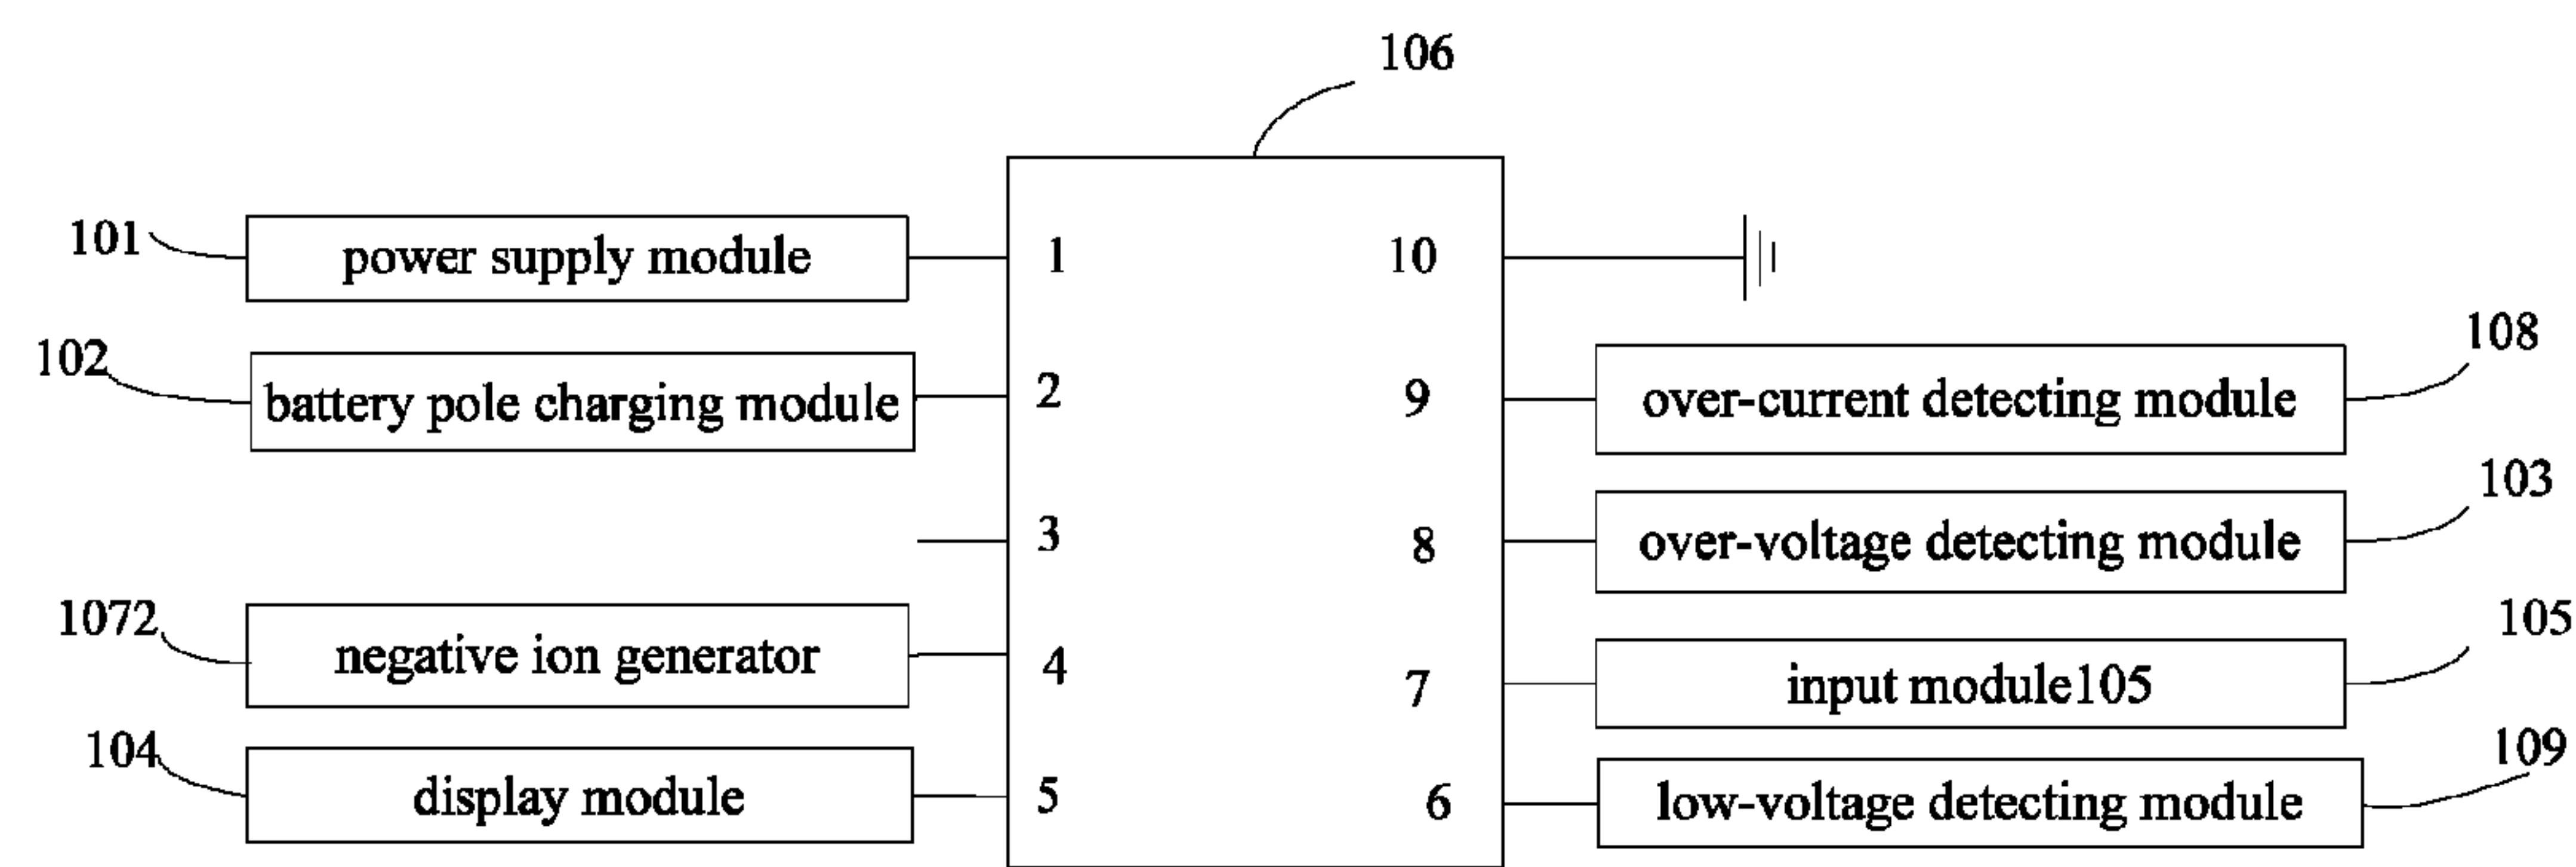 106
101 power supply module 1 10
102 battery pole charging module 2 9 over-current detecting module 108
3 8 over-voltage detecting module 103
1072 negative ion generator 4 7 input module105 105
104 display module 5 6 low-voltage detecting module 109